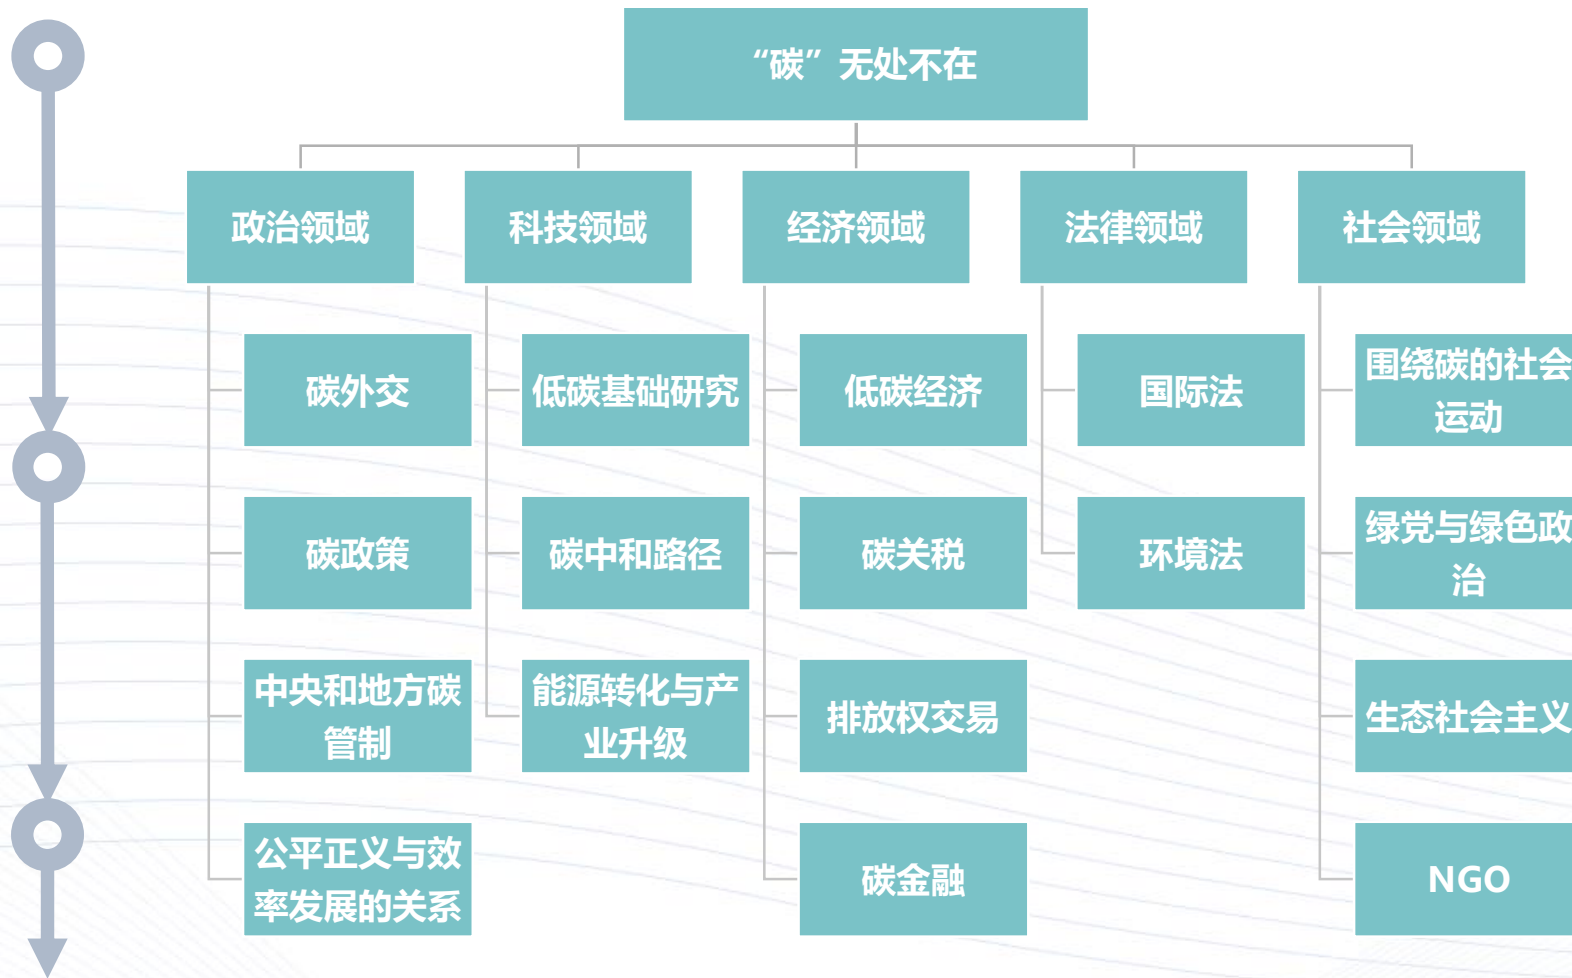 “碳”无处不在
政治领域
碳外交
碳政策
中央和地方碳
管制
公平正义与效
率发展的关系
科技领域
低碳基础研究
碳中和路径
能源转化与产
业升级
经济领域
低碳经济
碳关税
排放权交易
碳金融
法律领域
国际法
环境法
社会领域
围绕碳的社会
运动
绿党与绿色政
治
生态社会主义
NGO